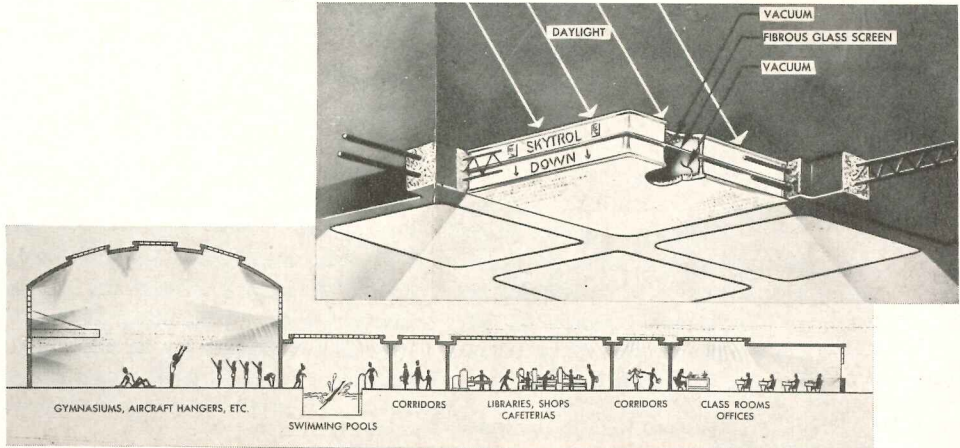 DAYLIGHT
VACUUM
FIBROUS GLASS SCREEN
VACUUM
SKYTROL
↓ DOWN ↓
GYMNASIUMS, AIRCRAFT HANGERS, ETC.
SWIMMING POOLS
CORRIDORS
LIBRARIES, SHOPS
CAFETERIAS
CORRIDORS
CLASS ROOMS
OFFICES